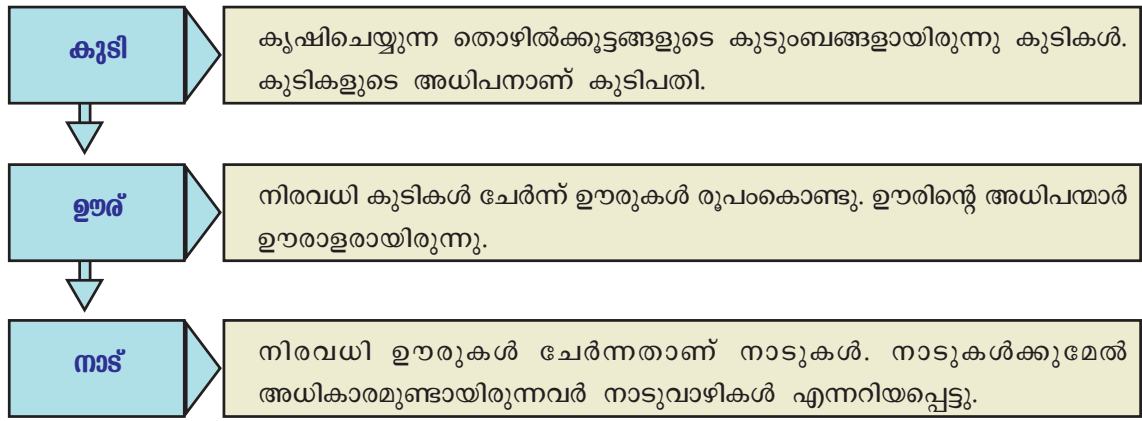 കുടി
കൃഷിചെയ്യുന്ന തൊഴിൽക്കൂട്ടങ്ങളുടെ കുടുംബങ്ങളായിരുന്നു കുടികൾ.
കുടികളുടെ അധിപനാണ് കുടിപതി.
ഊര്
നിരവധി കുടികൾ ചേർന്ന് ഊരുകൾ രൂപംകൊണ്ടു. ഊരിന്റെ അധിപന്മാർ
ഊരാളരായിരുന്നു.
നാട്
നിരവധി ഊരുകൾ ചേർന്നതാണ് നാടുകൾ. നാടുകൾക്കുമേൽ
അധികാരമുണ്ടായിരുന്നവർ നാടുവാഴികൾ എന്നറിയപ്പെട്ടു.